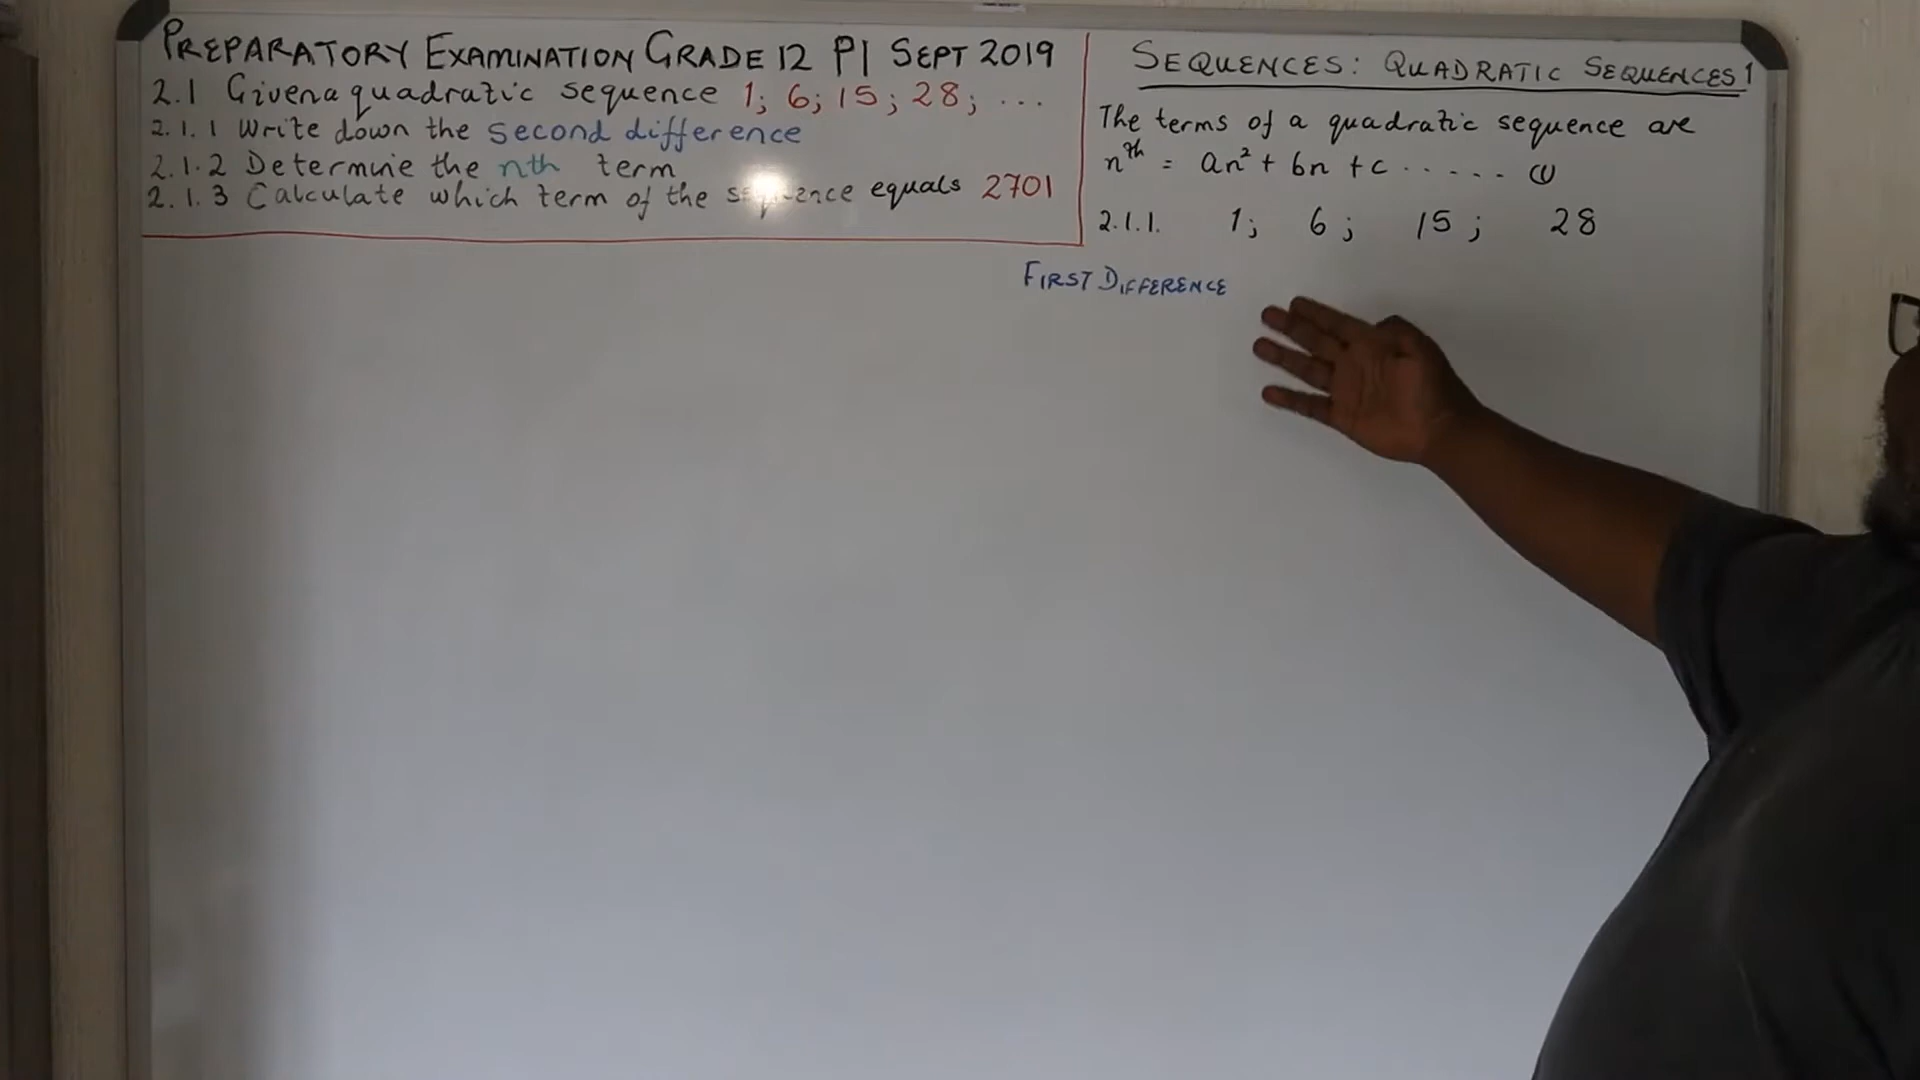 PREPARATORY EXAMINATION GRADE 12 P1 SEPT 2019
2.1 Given a quadratic sequence 1; 6; 15; 28; ...
2.1.1 Write down the second difference
2.1.2 Determine the nth term
2.1.3 Calculate which term of the sequence equals 2701
SEQUENCES: QUADRATIC SEQUENCES 1
The terms of a quadratic sequence are
nth = an² + bn + c ..... (1)
2.1.1. 1; 6; 15; 28
FIRST DIFFERENCE